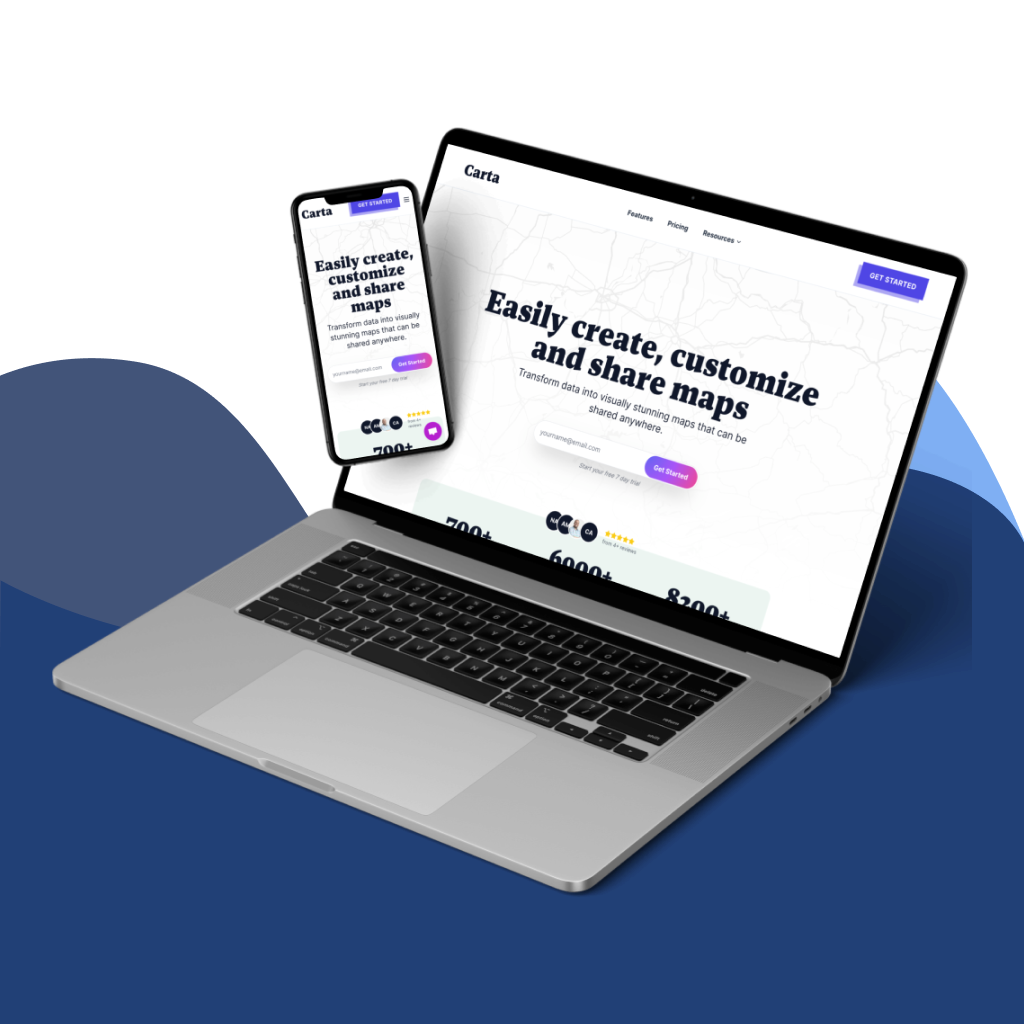 Carta
GET STARTED
Easily create,
customize
and share
maps
Transform data into visually
stunning maps that can be
shared anywhere.
yourname@email.com
Get Started
Start your free 7 day trial
CA
from 4+
reviews
700+
Carta
Features
Pricing
Resources
GET STARTED
Easily create, customize
and share maps
Transform data into visually stunning maps that can be
shared anywhere.
yourname@email.com
Get Started
Start your free 7 day trial
NA
AM
CA
from 4+ reviews
700+
6000+
8200+